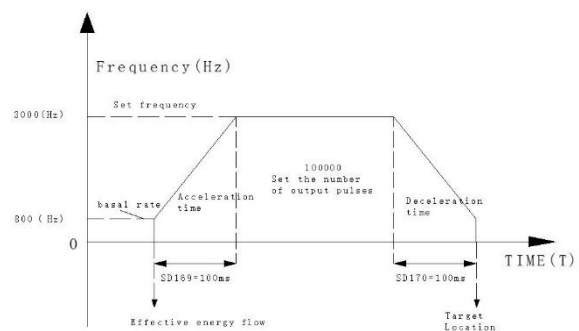 Frequency(Hz)
3000(Hz)
Set frequency
100000
Set the number
of output pulses
basal rate
Acceleration
time
Deceleration
time
800 (Hz)
0
TIME(T)
SD169=100ms
SD170=100ms
Effective energy flow
Target
Location